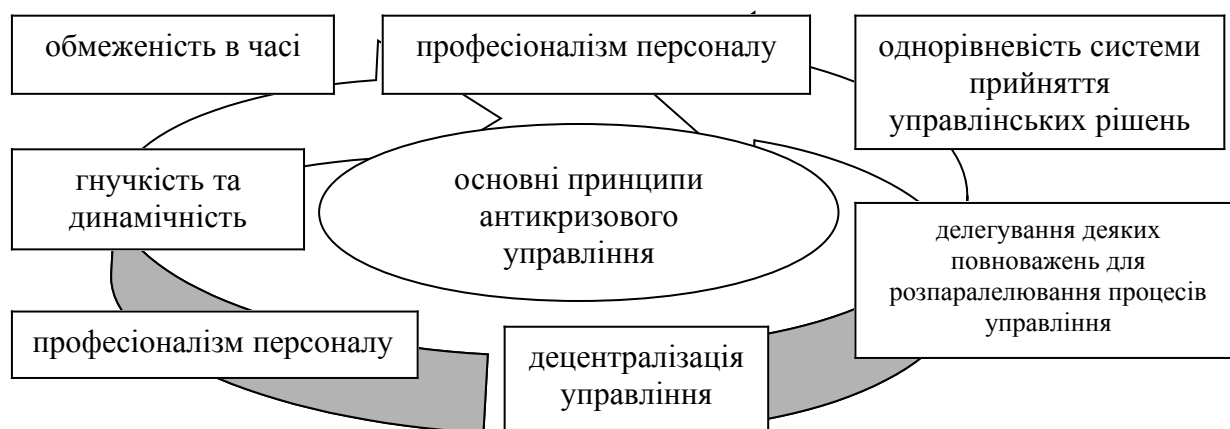 обмеженість в часі
професіоналізм персоналу
однорівневість системи
прийняття
управлінських рішень
гнучкість та
динамічність
основні принципи
антикризового
управління
делегування деяких
повноважень для
розпаралелювання процесів
управління
професіоналізм персоналу
децентралізація
управління